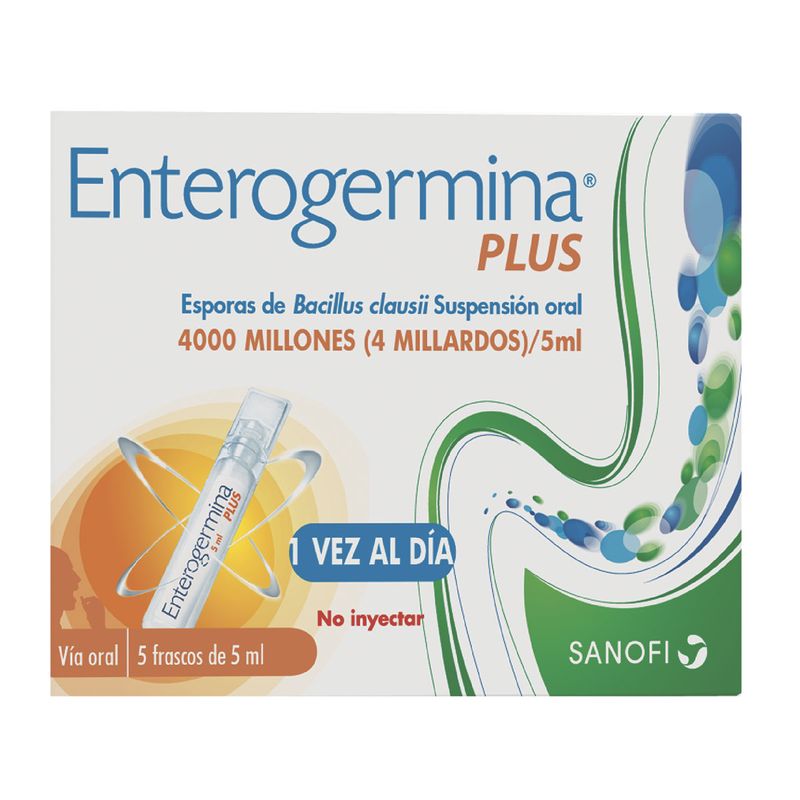 Enterogermina®
PLUS
Esporas de Bacillus clausii Suspensión oral
4000 MILLONES (4 MILLARDOS)/5ml
Enterogermina
PLUS
5 ml
1 VEZ AL DÍA
No inyectar
Vía oral | 5 frascos de 5 ml
SANOFI